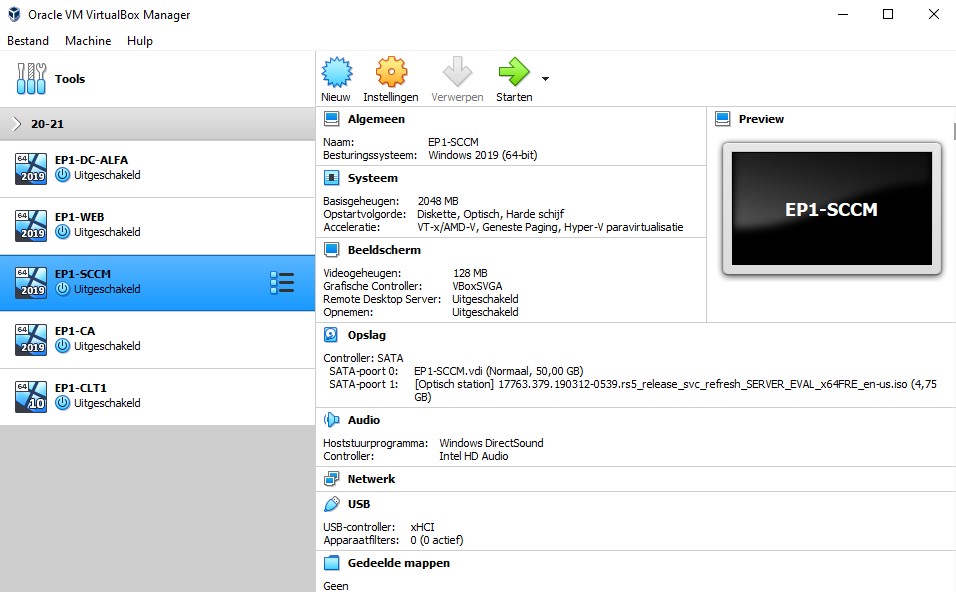 Oracle VM VirtualBox Manager
Bestand Machine Hulp
Tools
20-21
64 2019 EP1-DC-ALFA
Uitgeschakeld
64 2019 EP1-WEB
Uitgeschakeld
64 2019 EP1-SCCM
Uitgeschakeld
64 2019 EP1-CA
Uitgeschakeld
64 10 EP1-CLT1
Uitgeschakeld
Nieuw Instellingen Verwerpen Starten
Algemeen
Naam: EP1-SCCM
Besturingssysteem: Windows 2019 (64-bit)
Systeem
Basisgeheugen: 2048 MB
Opstartvolgorde: Diskette, Optisch, Harde schijf
Acceleratie: VT-x/AMD-V, Geneste Paging, Hyper-V paravirtualisatie
Beeldscherm
Videogeheugen: 128 MB
Grafische Controller: VBoxSVGA
Remote Desktop Server: Uitgeschakeld
Opnemen: Uitgeschakeld
Preview
EP1-SCCM
Opslag
Controller: SATA
SATA-poort 0: EP1-SCCM.vdi (Normaal, 50,00 GB)
SATA-poort 1: [Optisch station] 17763.379.190312-0539.rs5_release_svc_refresh_SERVER_EVAL_x64FRE_en-us.iso (4,75
GB)
Audio
Hoststuurprogramma: Windows DirectSound
Controller: Intel HD Audio
Netwerk
USB
USB-controller: xHCI
Apparaatfilters: 0 (0 actief)
Gedeelde mappen
Geen